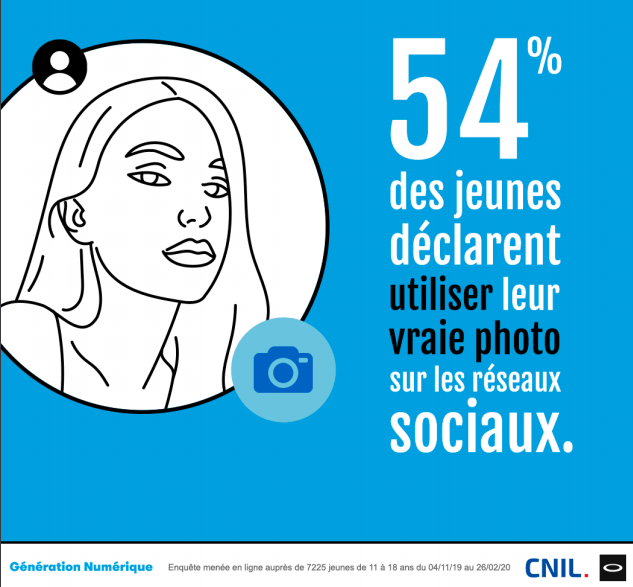 54%
des jeunes
déclarent
utiliser leur
vraie photo
sur les réseaux
sociaux.
Génération Numérique
Enquête menée en ligne auprès de 7225 jeunes de 11 à 18 ans du 04/11/19 au 26/02/20
CNIL.